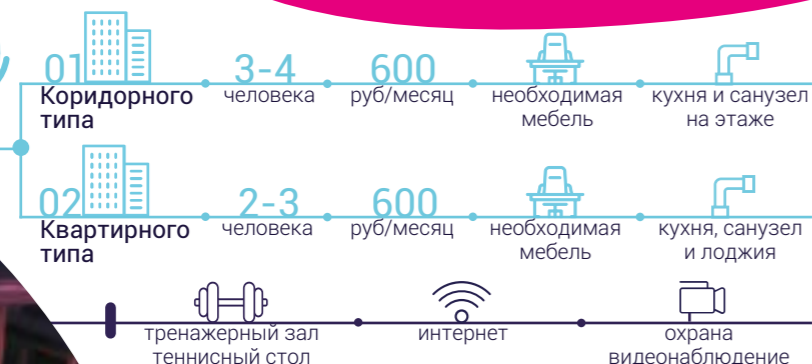 01
3-4
600
Коридорного
типа
человека
руб/месяц
необходимая
мебель
кухня и санузел
на этаже
02
2-3
600
Квартирного
типа
человека
руб/месяц
необходимая
мебель
кухня, санузел
и лоджия
тренажерный зал
теннисный стол
интернет
охрана
видеонаблюдение